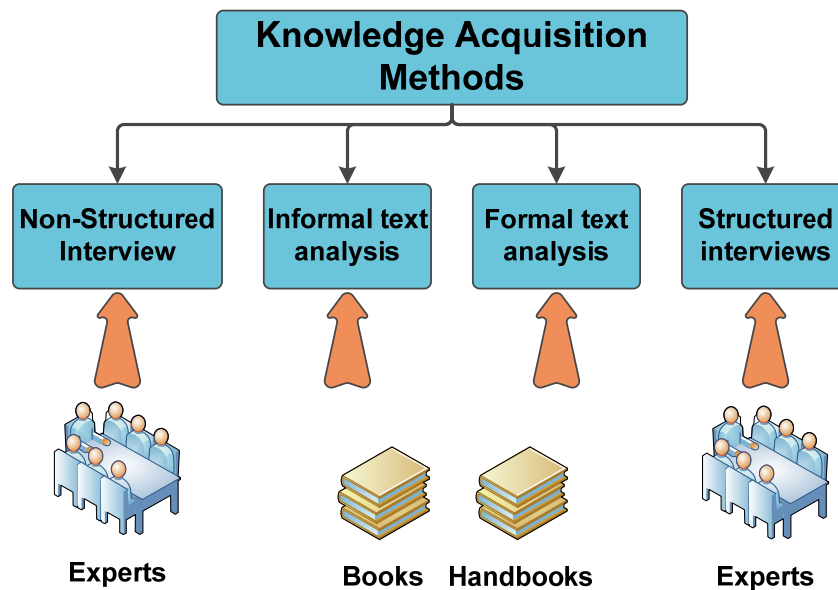 Knowledge Acquisition
Methods
Non-Structured
Interview
Informal text
analysis
Formal text
analysis
Structured
interviews
Experts
Books
Handbooks
Experts